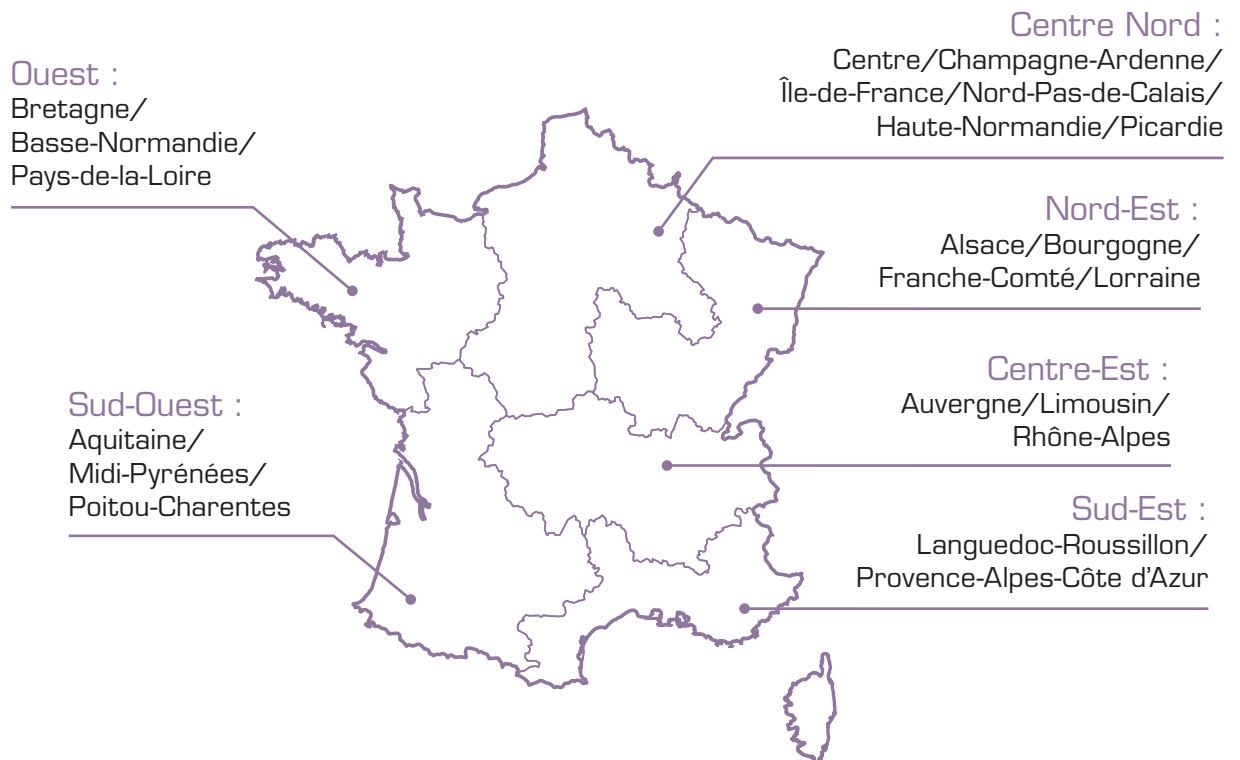 Ouest :
Bretagne/
Basse-Normandie/
Pays-de-la-Loire
Sud-Ouest :
Aquitaine/
Midi-Pyrénées/
Poitou-Charentes
Centre Nord :
Centre/Champagne-Ardenne/
Île-de-France/Nord-Pas-de-Calais/
Haute-Normandie/Picardie
Nord-Est :
Alsace/Bourgogne/
Franche-Comté/Lorraine
Centre-Est :
Auvergne/Limousin/
Rhône-Alpes
Sud-Est :
Languedoc-Roussillon/
Provence-Alpes-Côte d'Azur